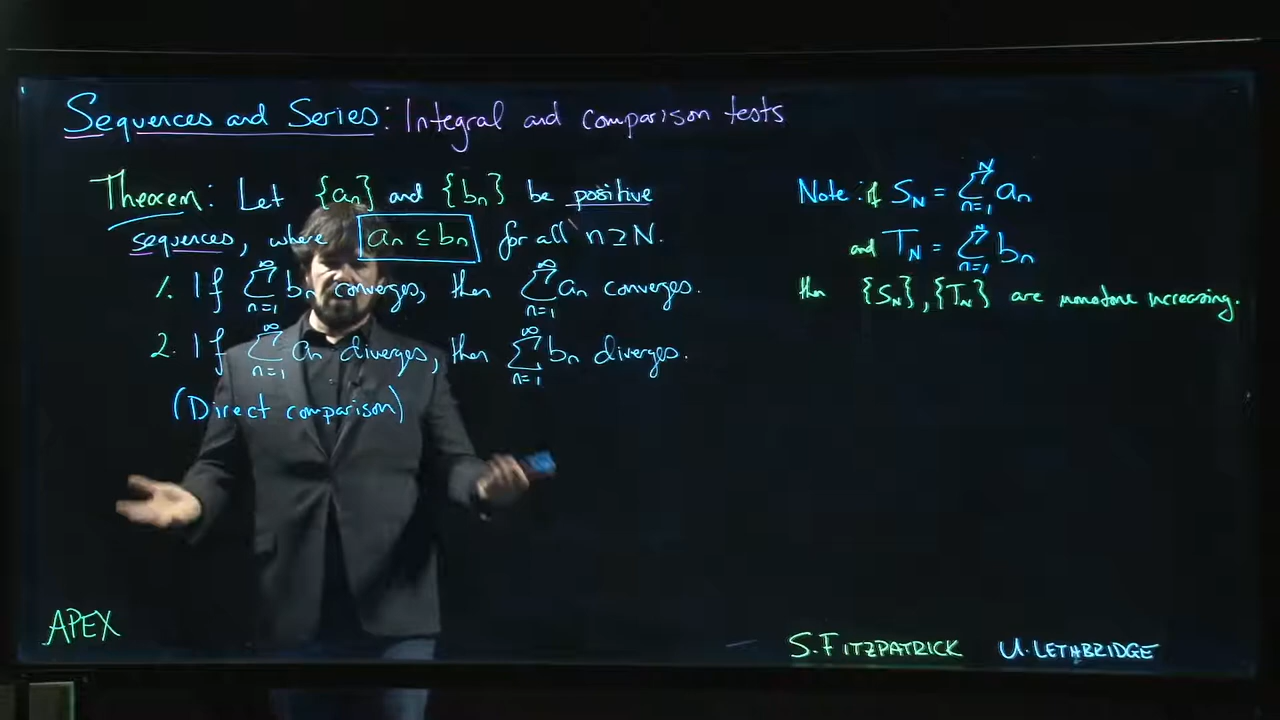 Sequences and Series: Integral and comparison tests
Theorem: Let {aₙ} and {bₙ} be positive
sequences, where aₙ ≤ bₙ for all n ≥ N.
1. If ∑_{n=1}^{∞} bₙ converges, then ∑_{n=1}^{∞} aₙ converges.
2. If ∑_{n=1}^{∞} aₙ diverges, then ∑_{n=1}^{∞} bₙ diverges.
(Direct comparison)
Note: if S_N = ∑_{n=1}^{N} aₙ
and T_N = ∑_{n=1}^{N} bₙ
then {S_N}, {T_N} are monotone increasing.
APEX
S. FITZPATRICK U. LETHBRIDGE